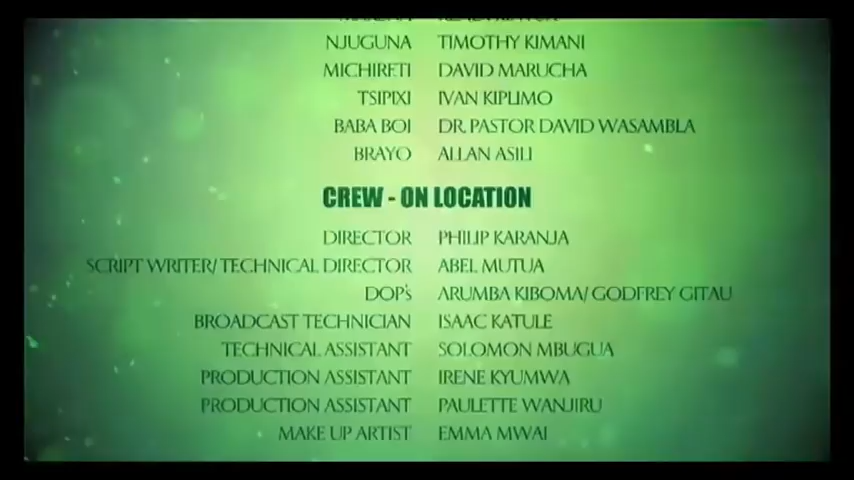 NJUGUNA TIMOTHY KIMANI
MICHIRETI DAVID MARUCHA
TSIPIXI IVAN KIPLIMO
BABA BOI DR. PASTOR DAVID WASAMBLA
BRAYO ALLAN ASILI
CREW - ON LOCATION
DIRECTOR PHILIP KARANJA
SCRIPT WRITER/ TECHNICAL DIRECTOR ABEL MUTUA
DOP's ARUMBA KIBOMA/ GODFREY GITAU
BROADCAST TECHNICIAN ISAAC KATULE
TECHNICAL ASSISTANT SOLOMON MBUGUA
PRODUCTION ASSISTANT IRENE KYUMWA
PRODUCTION ASSISTANT PAULETTE WANJIRU
MAKE UP ARTIST EMMA MWAI